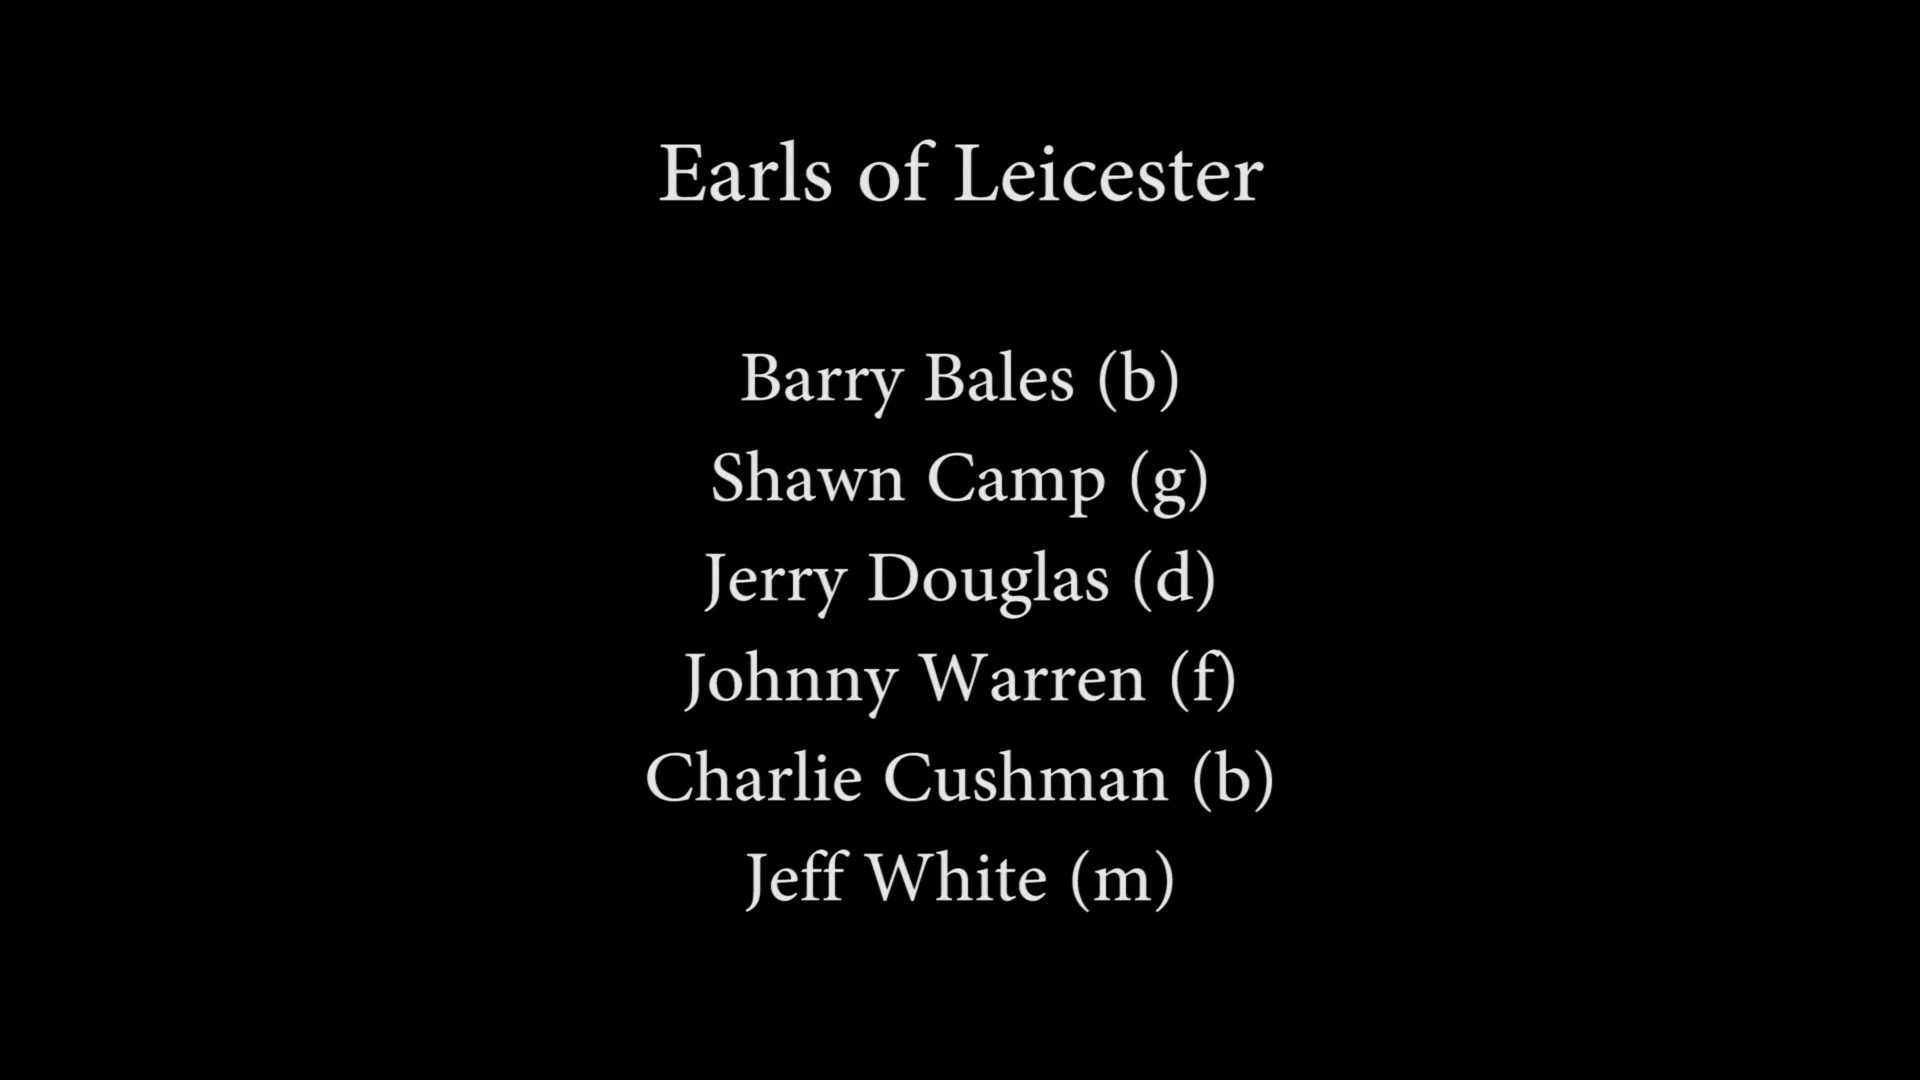 Earls of Leicester
Barry Bales (b)
Shawn Camp (g)
Jerry Douglas (d)
Johnny Warren (f)
Charlie Cushman (b)
Jeff White (m)